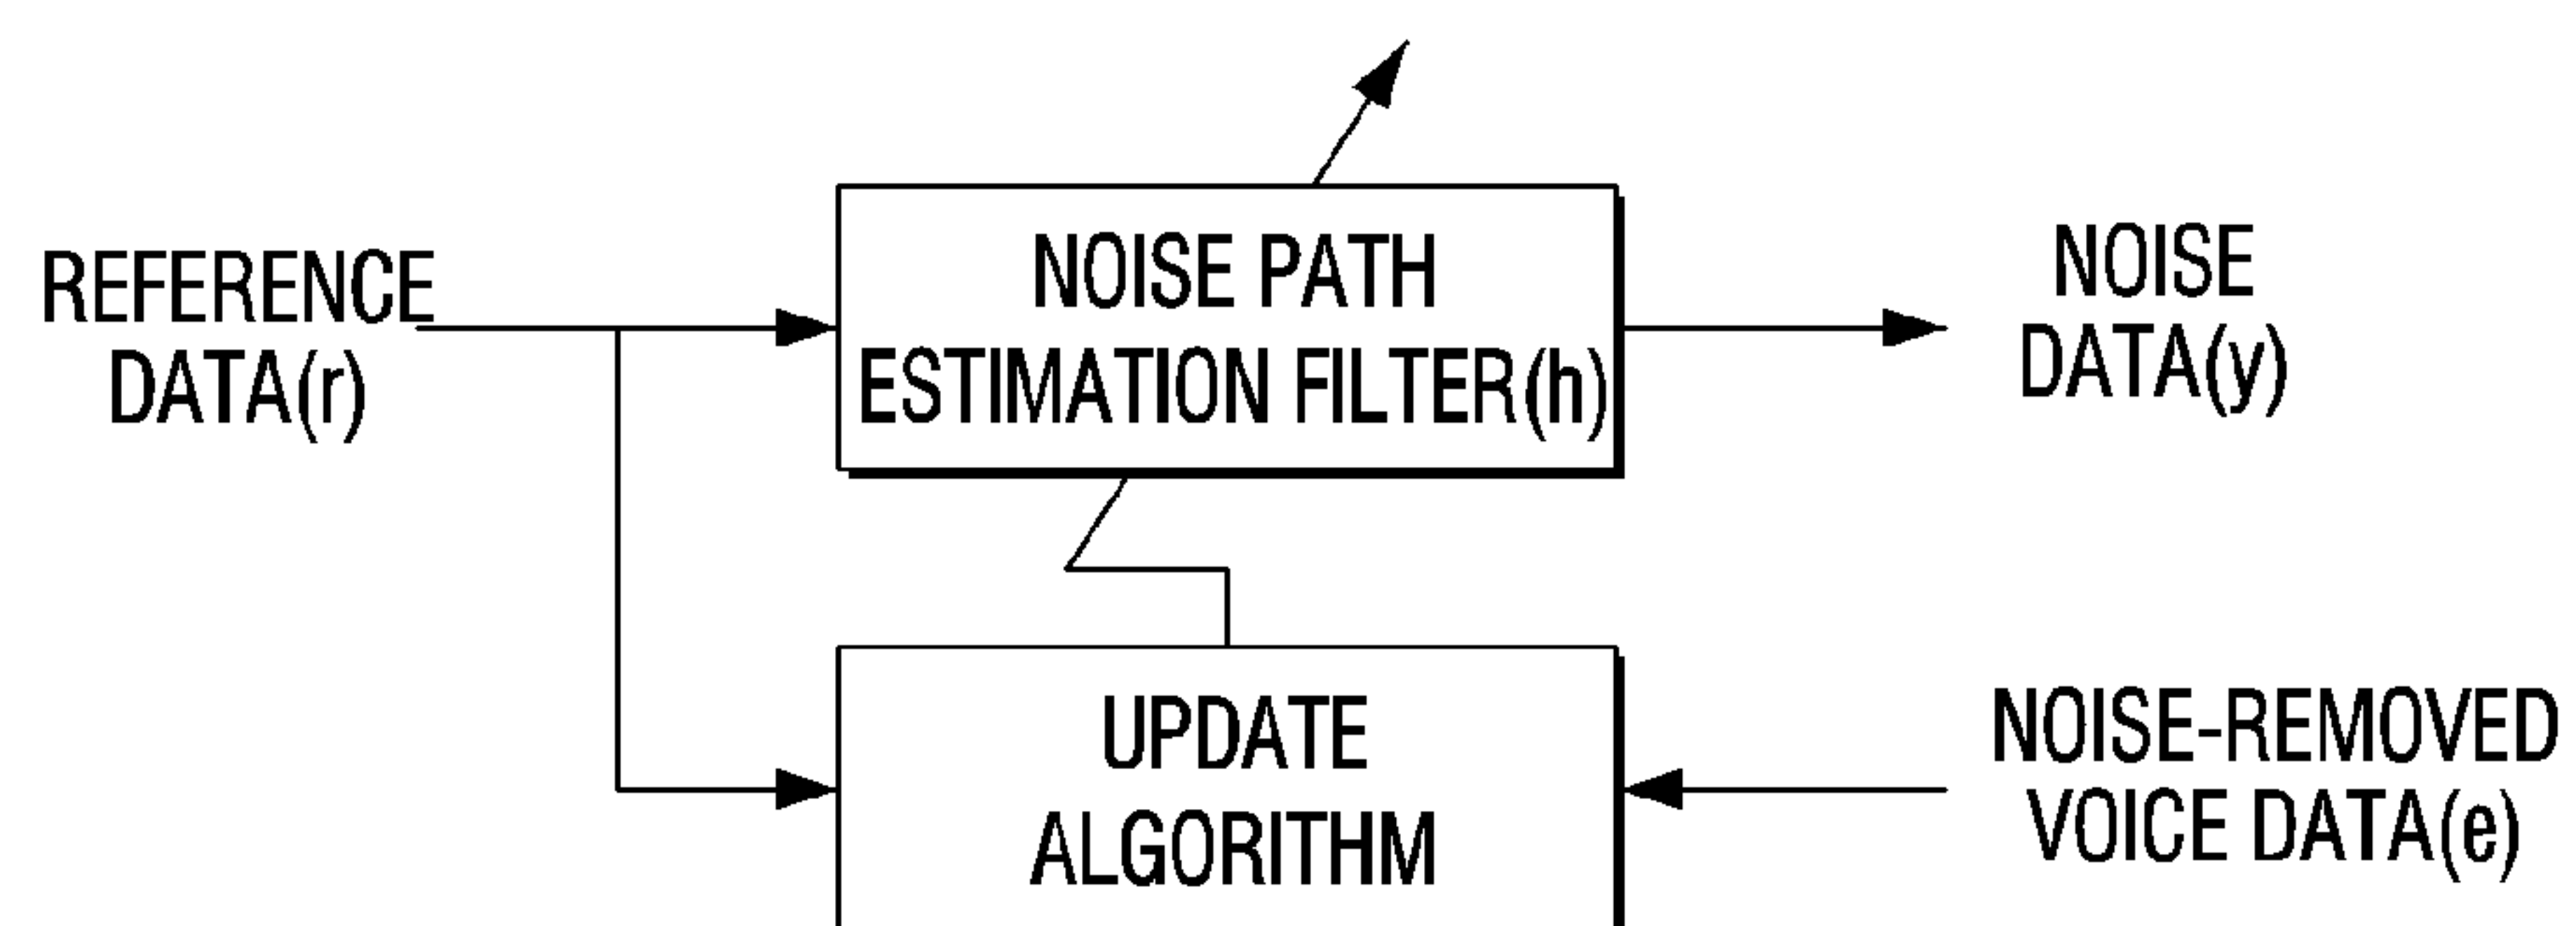 REFERENCE
DATA(r)
NOISE PATH
ESTIMATION FILTER(h)
NOISE
DATA(y)
UPDATE
ALGORITHM
NOISE-REMOVED
VOICE DATA(e)